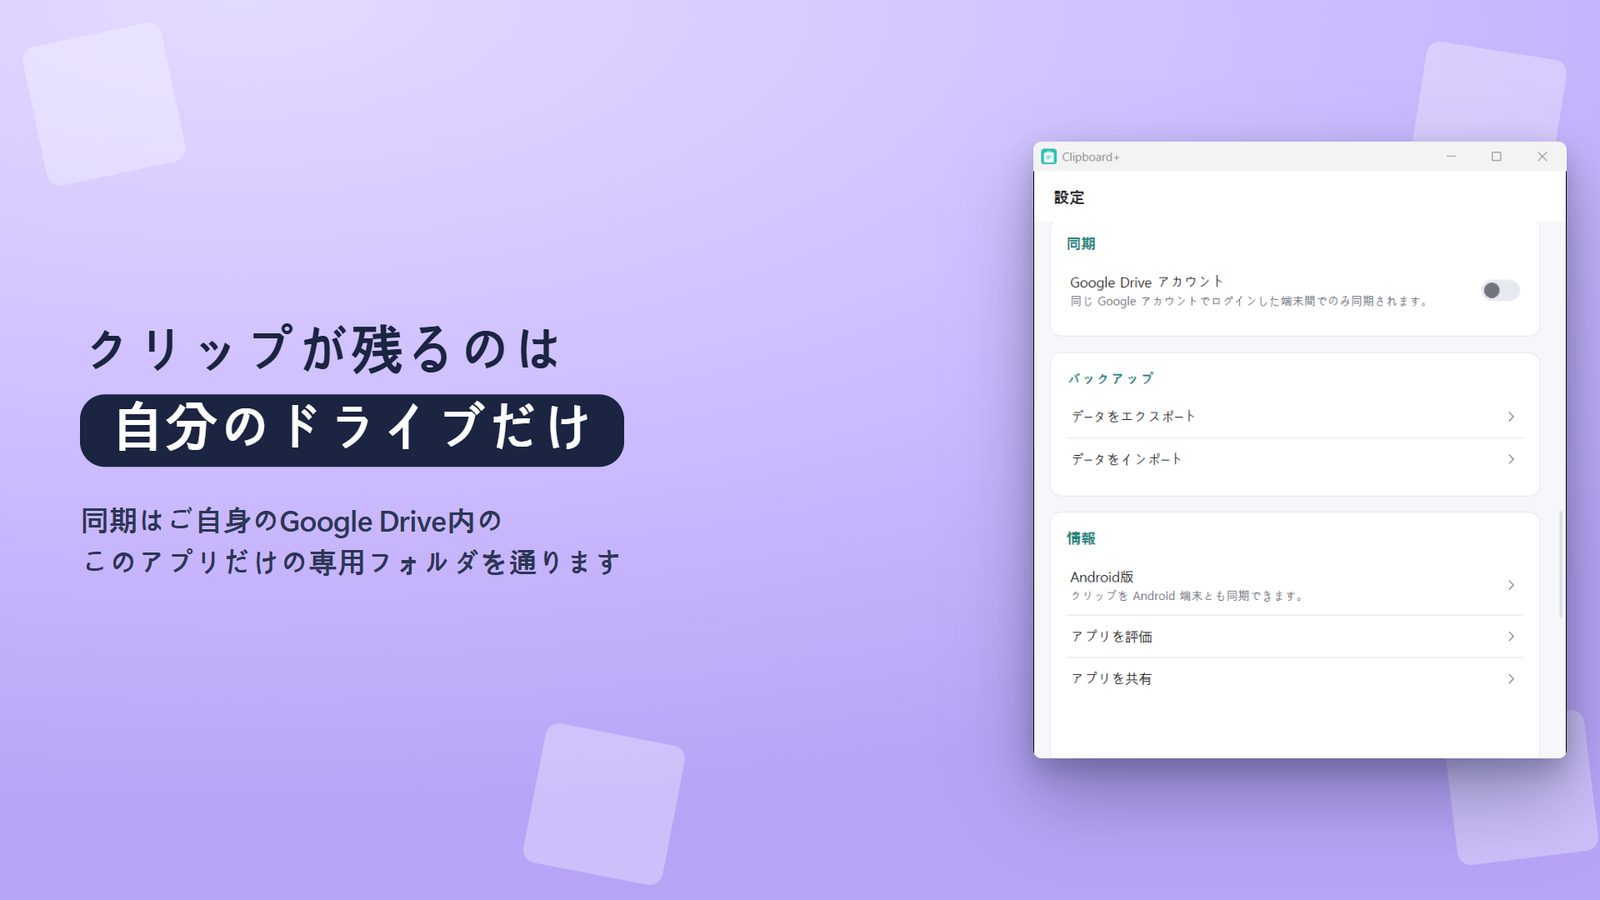 クリップが残るのは
自分のドライブだけ
同期はご自身のGoogle Drive内の
このアプリだけの専用フォルダを通ります
Clipboard+
設定
同期
Google Drive アカウント
同じ Google アカウントでログインした端末間でのみ同期されます。
バックアップ
データをエクスポート
データをインポート
情報
Android版
クリップを Android 端末とも同期できます。
アプリを評価
アプリを共有